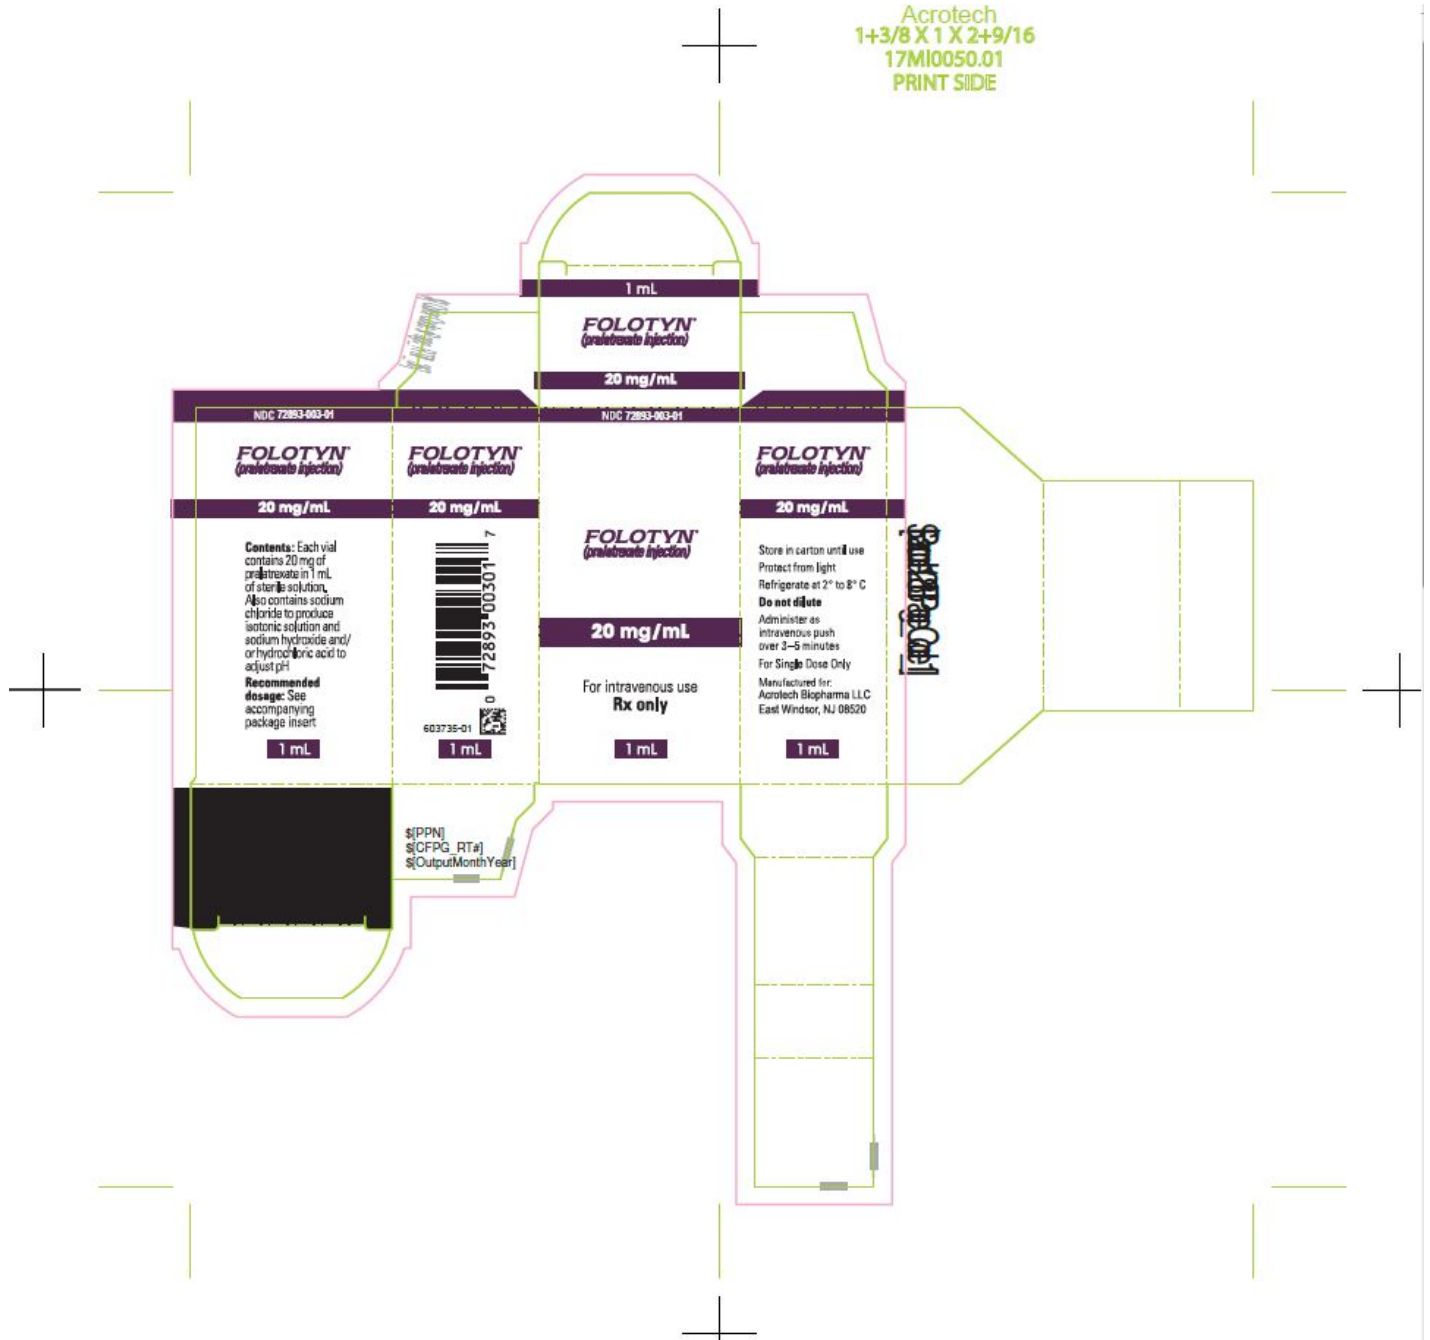 Acrotech
1+3/8 X 1 X 2+9/16
17MI0050.01
PRINT SIDE
1 mL
FOLOTYN®
(pralatrexate injection)
20 mg/mL
NDC 72893-003-01
FOLOTYN®
(pralatrexate injection)
20 mg/mL
Contents: Each vial
contains 20 mg of
pralatrexate in 1 mL
of sterile solution.
Also contains sodium
chloride to produce
isotonic solution and
sodium hydroxide and/
or hydrochloric acid to
adjust pH
Recommended
dosage: See
accompanying
package insert
1 mL
FOLOTYN®
(pralatrexate injection)
20 mg/mL
0 72893 00301 7
603735-01
1 mL
NDC 72893-003-01
FOLOTYN®
(pralatrexate injection)
20 mg/mL
For intravenous use
Rx only
1 mL
FOLOTYN®
(pralatrexate injection)
20 mg/mL
Store in carton until use
Protect from light
Refrigerate at 2° to 8° C
Do not dilute
Administer as
intravenous push
over 3–5 minutes
For Single Dose Only
Manufactured for:
Acrotech Biopharma LLC
East Windsor, NJ 08520
1 mL
$[PPN]
$[CFPG_RT#]
$[OutputMonthYear]